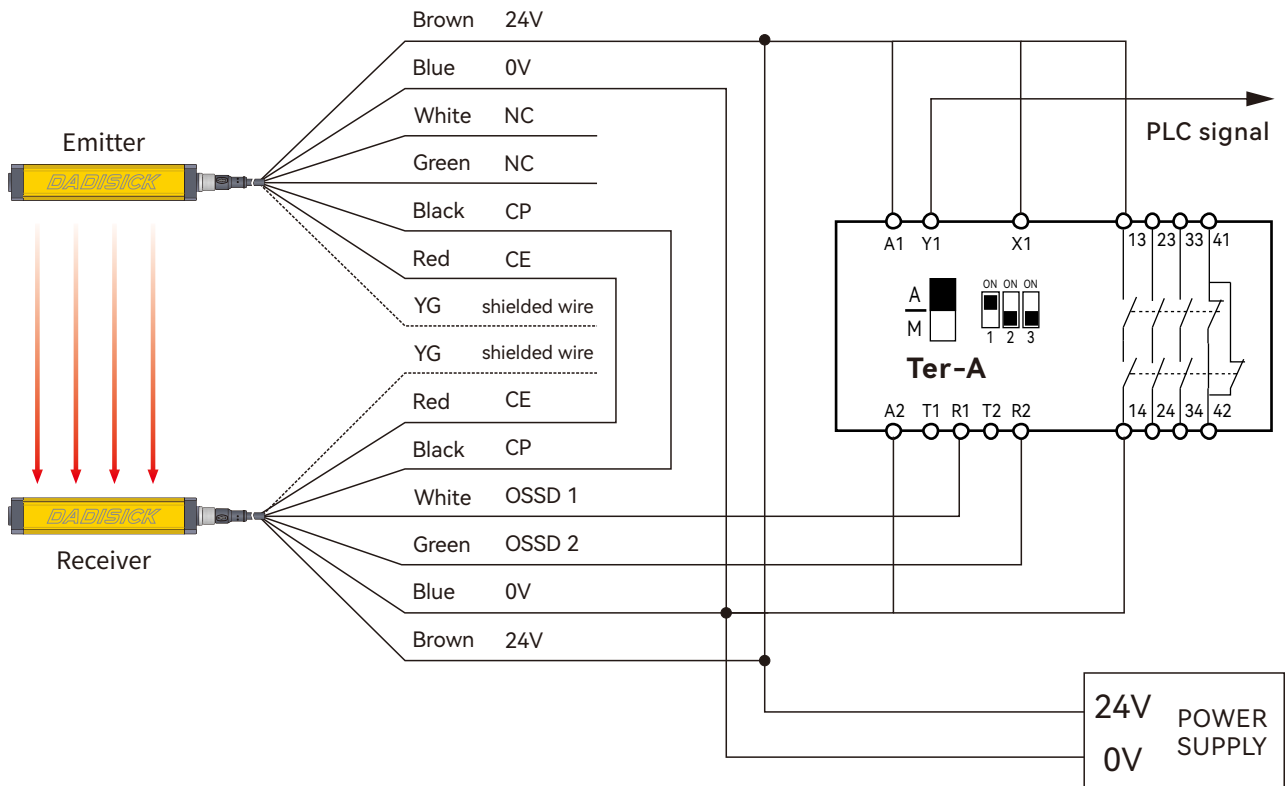 Brown 24V
Blue 0V
White NC
Green NC
Black CP
Red CE
YG shielded wire
YG shielded wire
Red CE
Black CP
White OSSD 1
Green OSSD 2
Blue 0V
Brown 24V
Emitter
DADISICK
DADISICK
Receiver
PLC signal
A1 Y1 X1 13 23 33 41
A
M
ON ON ON
1 2 3
Ter-A
A2 T1 R1 T2 R2 14 24 34 42
24V
0V
POWER
SUPPLY